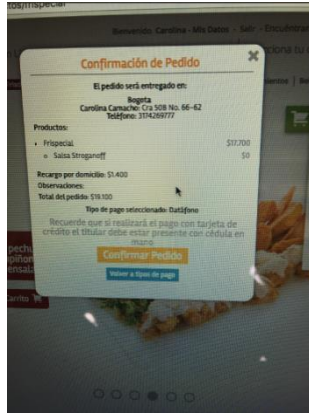 Bienvenido Carolina - Mis Datos - Salir - Encuéntran
Confirmación de Pedido
El pedido será entregado en:
Bogota
Carolina Camacho: Cra 50B No. 66-62
Teléfono: 3174269777
Productos:
Frispecial $17.700
Salsa Stroganoff $0
Recargo por domicilio: $1.400
Observaciones:
Total del pedido: $19.100
Tipo de pago seleccionado: Datáfono
Recuerde que si realizará el pago con tarjeta de
crédito el titular debe estar presente con cédula en
mano.
Confirmar Pedido
Volver a tipos de pago